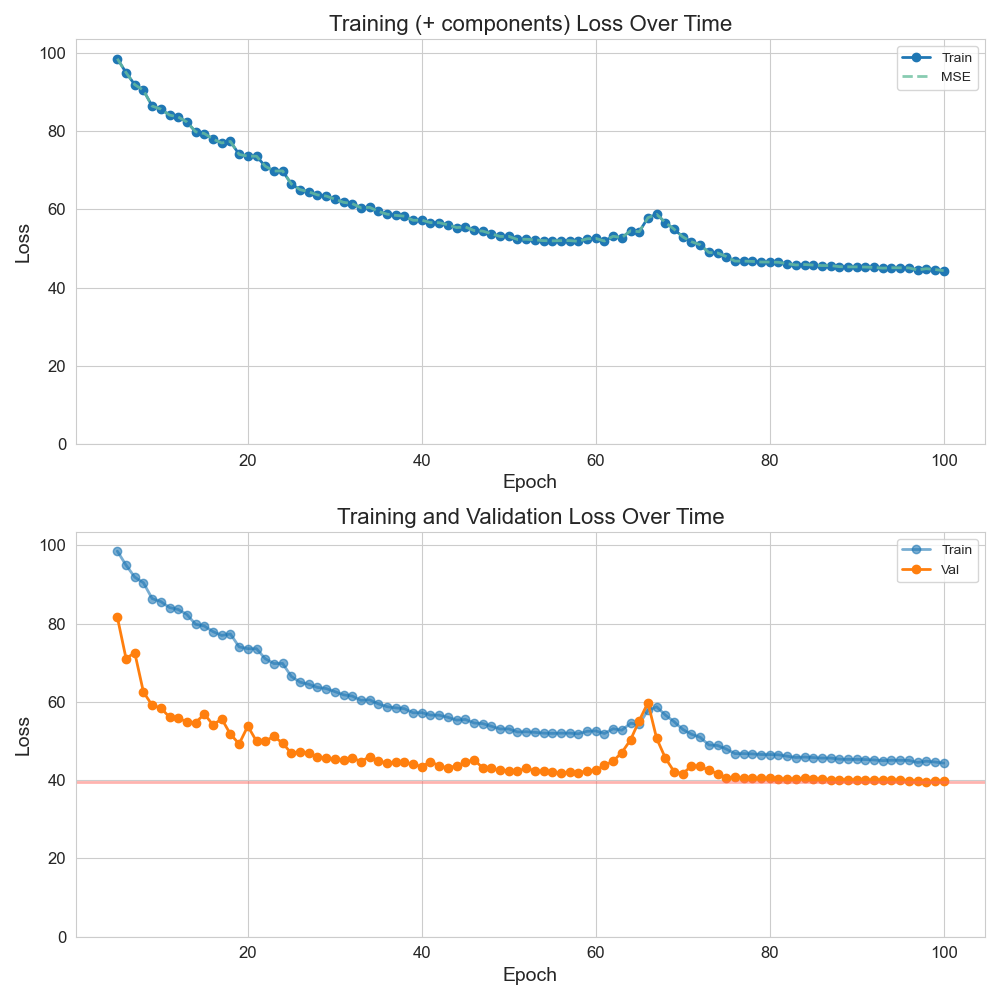 Training (+ components) Loss Over Time
Loss
100
80
60
40
20
0
Train
MSE
20 40 60 80 100
Epoch
Training and Validation Loss Over Time
Loss
100
80
60
40
20
0
Train
Val
20 40 60 80 100
Epoch